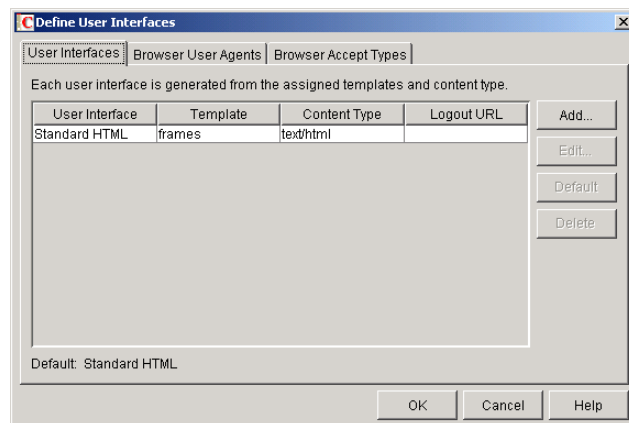 Define User Interfaces
User Interfaces Browser User Agents Browser Accept Types
Each user interface is generated from the assigned templates and content type.
User Interface Template Content Type Logout URL
Standard HTML frames text/html
Add...
Edit...
Default
Delete
Default: Standard HTML
OK Cancel Help